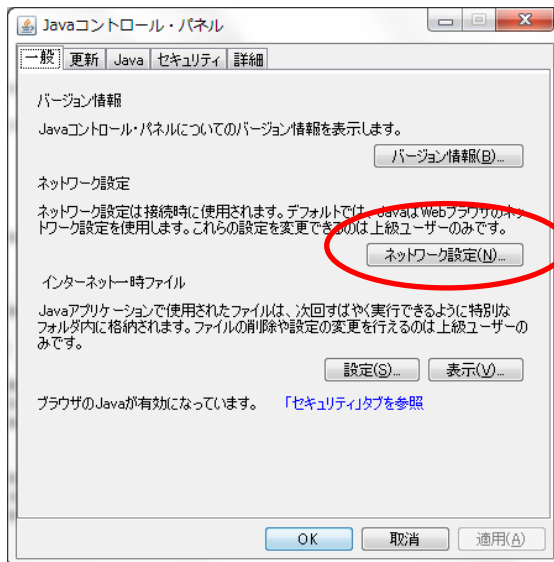 Javaコントロール・パネル
一般 更新 Java セキュリティ 詳細
バージョン情報
Javaコントロール・パネルについてのバージョン情報を表示します。
バージョン情報(B)...
ネットワーク設定
ネットワーク設定は接続時に使用されます。デフォルトでは、JavaはWebブラウザのネッ
トワーク設定を使用します。これらの設定を変更できるのは上級ユーザーのみです。
ネットワーク設定(N)...
インターネット一時ファイル
Javaアプリケーションで使用されたファイルは、次回すばやく実行できるように特別な
フォルダ内に格納されます。ファイルの削除や設定の変更を行えるのは上級ユーザーの
みです。
設定(S)... 表示(V)...
ブラウザのJavaが有効になっています。 「セキュリティ」タブを参照
OK 取消 適用(A)